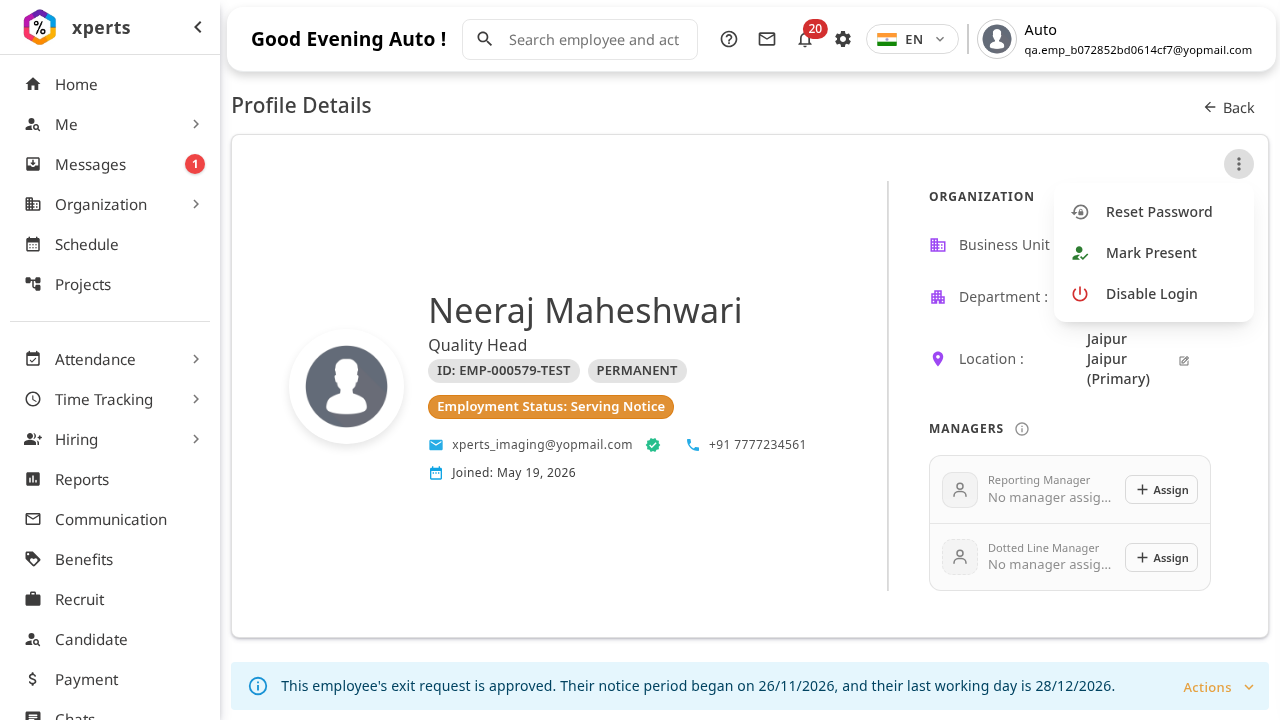 xperts
Home
Me
Messages
1
Organization
Schedule
Projects
Attendance
Time Tracking
Hiring
Reports
Communication
Benefits
Recruit
Candidate
Payment
Chats
Good Evening Auto !
Search employee and act
20
EN
Auto
qa.emp_b072852bd0614cf7@yopmail.com
Profile Details
Back
Neeraj Maheshwari
Quality Head
ID: EMP-000579-TEST
PERMANENT
Employment Status: Serving Notice
xperts_imaging@yopmail.com
+91 7777234561
Joined: May 19, 2026
ORGANIZATION
Business Unit
Department :
Location :
Jaipur
Jaipur
(Primary)
Reset Password
Mark Present
Disable Login
MANAGERS
Reporting Manager
No manager assig...
Assign
Dotted Line Manager
No manager assig...
Assign
This employee's exit request is approved. Their notice period began on 26/11/2026, and their last working day is 28/12/2026.
Actions